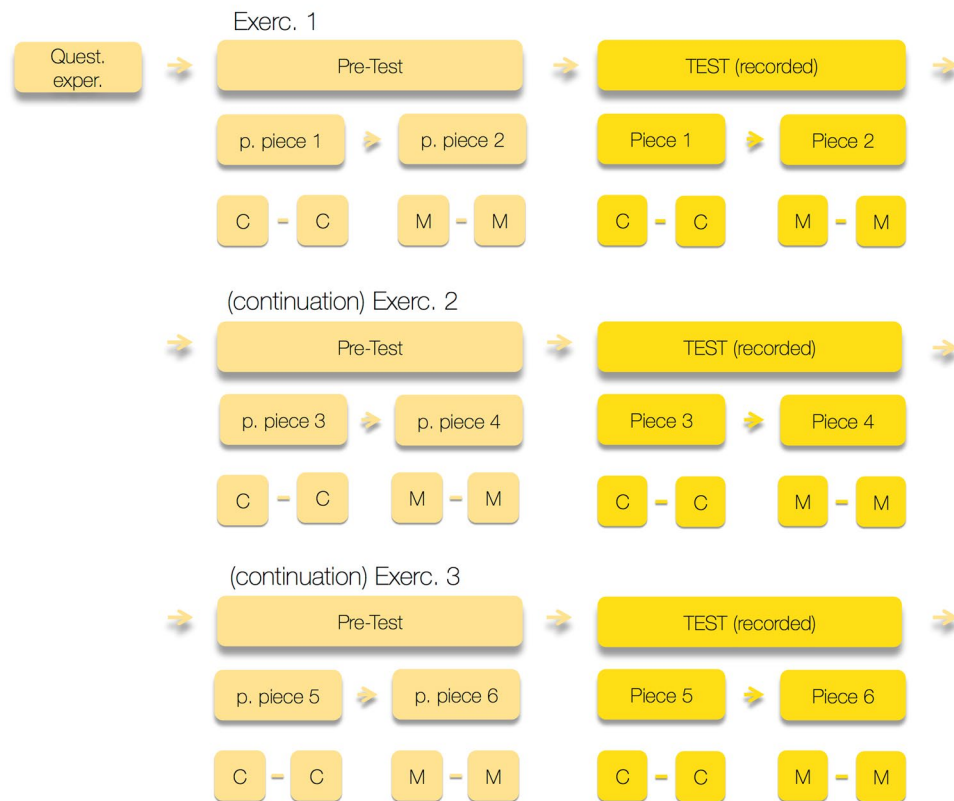 Exerc. 1
Quest.
exper.
Pre-Test
TEST (recorded)
p. piece 1
p. piece 2
Piece 1
Piece 2
C - C
M - M
C - C
M - M
(continuation) Exerc. 2
Pre-Test
TEST (recorded)
p. piece 3
p. piece 4
Piece 3
Piece 4
C - C
M - M
C - C
M - M
(continuation) Exerc. 3
Pre-Test
TEST (recorded)
p. piece 5
p. piece 6
Piece 5
Piece 6
C - C
M - M
C - C
M - M